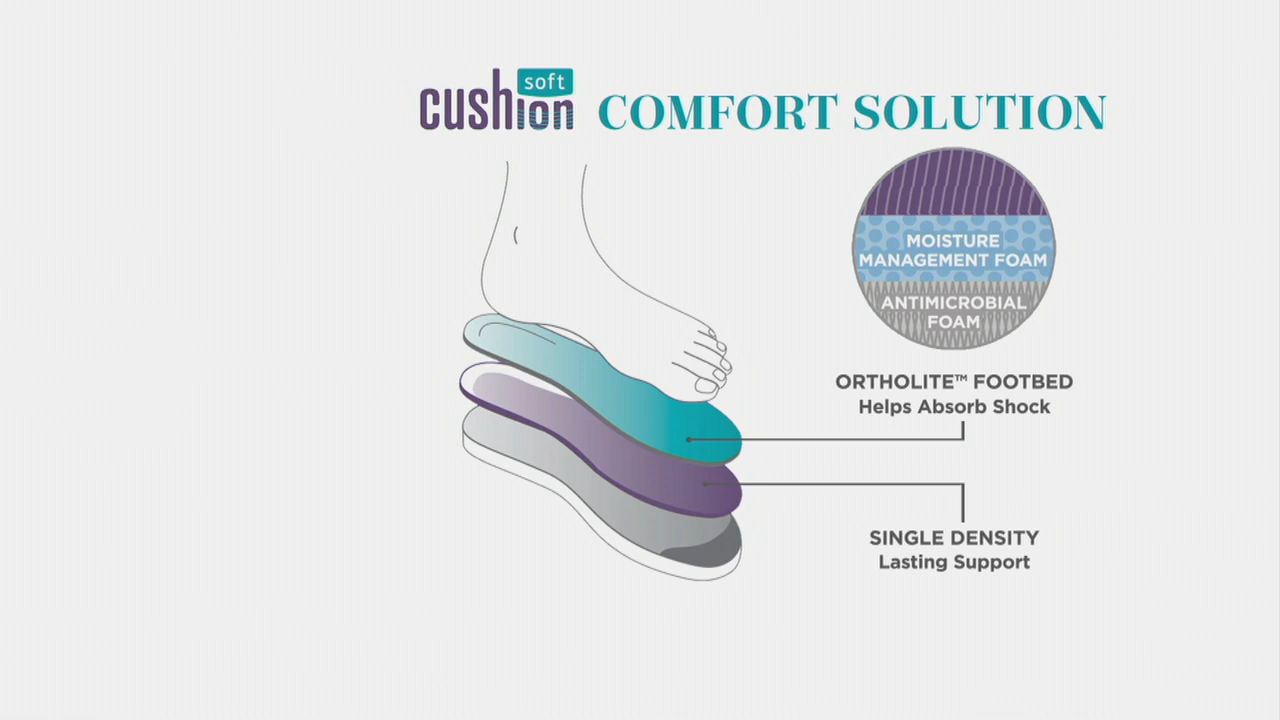 soft
cushion COMFORT SOLUTION
MOISTURE
MANAGEMENT FOAM
ANTIMICROBIAL
FOAM
ORTHOLITE™ FOOTBED
Helps Absorb Shock
SINGLE DENSITY
Lasting Support